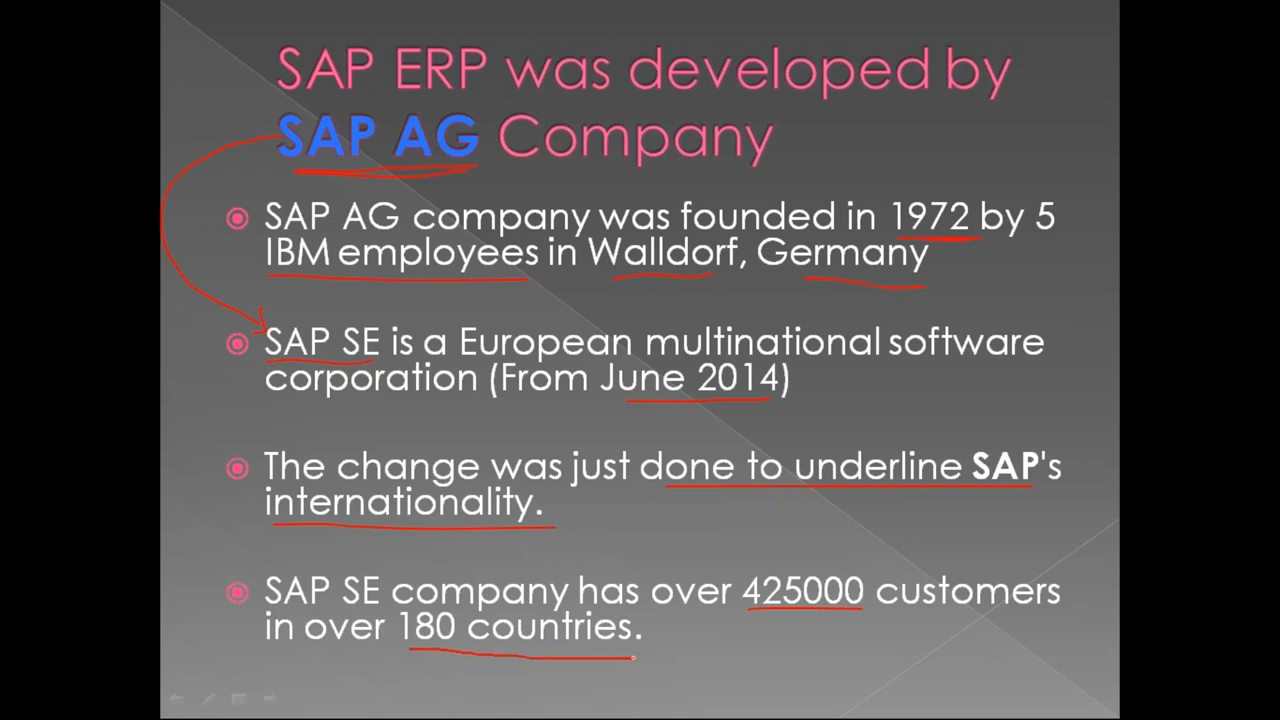 SAP ERP was developed by
SAP AG Company
SAP AG company was founded in 1972 by 5
IBM employees in Walldorf, Germany
SAP SE is a European multinational software
corporation (From June 2014)
The change was just done to underline SAP's
internationality.
SAP SE company has over 425000 customers
in over 180 countries.